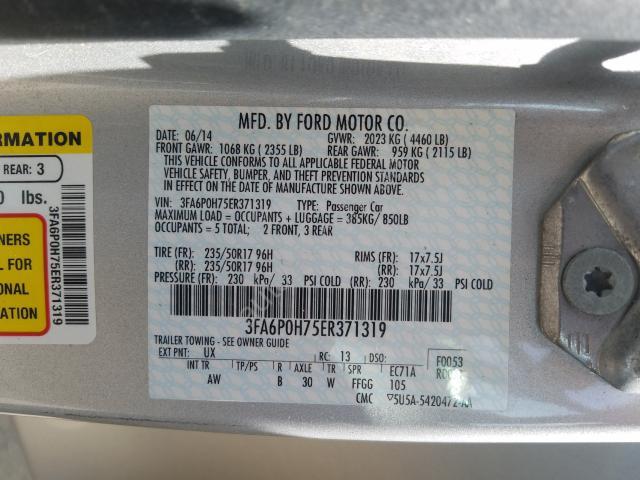 ORMATION
REAR: 3
0 lbs.
NERS
L FOR
ONAL
ION
3FA6P0H75ER371319
MFD. BY FORD MOTOR CO.
06/14 GVWR: 2023 KG ( 4460 LB)
FRONT GAWR: 1068 KG ( 2355 LB) REAR GAWR: 959 KG ( 2115 LB)
THIS VEHICLE CONFORMS TO ALL APPLICABLE FEDERAL MOTOR
VEHICLE SAFETY, BUMPER, AND THEFT PREVENTION STANDARDS
IN EFFECT ON THE DATE OF MANUFACTURE SHOWN ABOVE.
VIN: 3FA6P0H75ER371319 TYPE: Passenger Car
MAXIMUM LOAD = OCCUPANTS + LUGGAGE = 385KG/ 850LB
OCCUPANTS = 5 TOTAL; 2 FRONT, 3 REAR
TIRE (FR): 235/50R17 96H RIMS (FR): 17x7.5J
(RR): 235/50R17 96H (RR): 17x7.5J
PRESSURE (FR): 230 kPa/ 33 PSI COLD (RR): 230 kPa/ 33 PSI COLD
3FA6P0H75ER371319
TRAILER TOWING - SEE OWNER GUIDE
EXT PNT: UX RC: 13 DSO: F0053
INT TR TP/PS R AXLE TR SPR EC71A
AW B 30 W FFGG 105
CMC ▽5U5A-5420472-AA